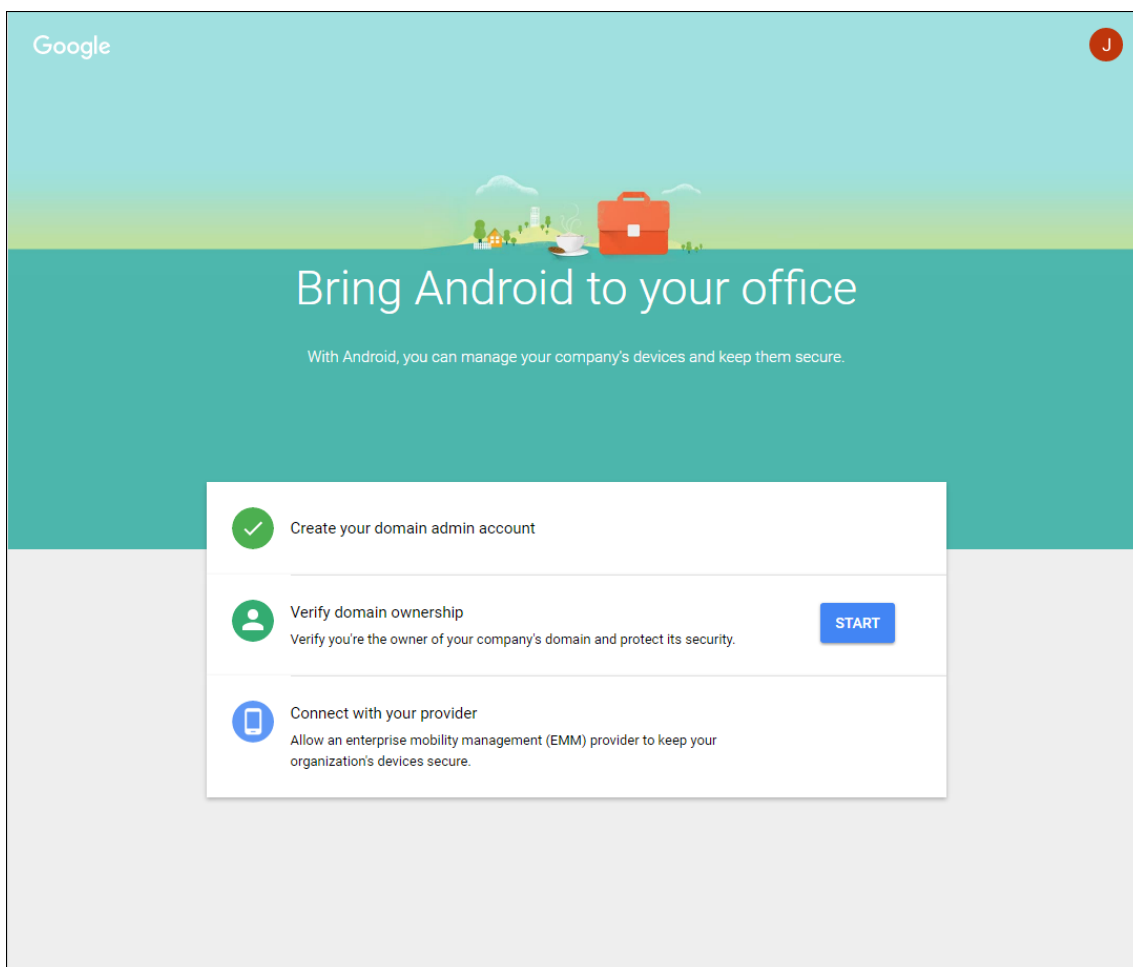 Google
J
Bring Android to your office
With Android, you can manage your company's devices and keep them secure.
Create your domain admin account
Verify domain ownership
Verify you're the owner of your company's domain and protect its security.
START
Connect with your provider
Allow an enterprise mobility management (EMM) provider to keep your
organization's devices secure.